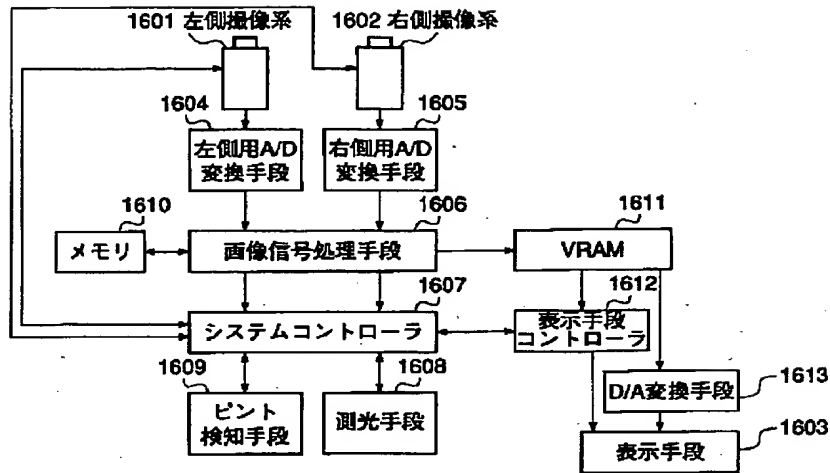 1601 左側撮像系
1602 右側撮像系
1604
左側用A/D
変換手段
1605
右側用A/D
変換手段
1610
メモリ
1606
画像信号処理手段
1611
VRAM
1607
システムコントローラ
1612
表示手段
コントローラ
1609
ピント
検知手段
1608
測光手段
1613
D/A変換手段
1603
表示手段